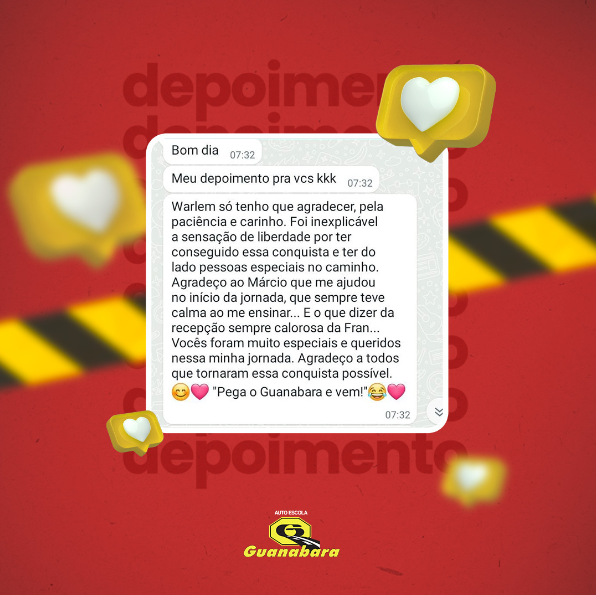 depoimento
Bom dia 07:32
Meu depoimento pra vcs kkk 07:32
Warlem só tenho que agradecer, pela
paciência e carinho. Foi inexplicável
a sensação de liberdade por ter
conseguido essa conquista e ter do
lado pessoas especiais no caminho.
Agradeço ao Márcio que me ajudou
no início da jornada, que sempre teve
calma ao me ensinar... E o que dizer da
recepção sempre calorosa da Fran...
Vocês foram muito especiais e queridos
nessa minha jornada. Agradeço a todos
que tornaram essa conquista possível.
😊💗 "Pega o Guanabara e vem!"😂💗
07:32
depoimento
AUTO ESCOLA
Guanabara